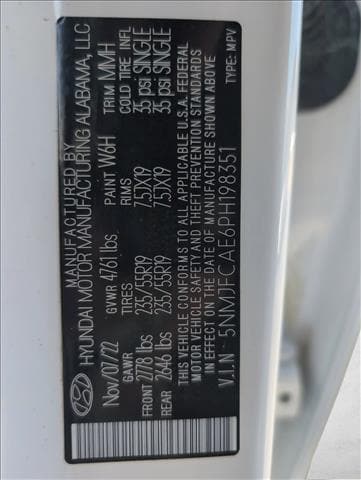 MANUFACTURED BY
HYUNDAI MOTOR MANUFACTURING ALABAMA, LLC
Nov/07/22 PAINT W6H TRIM MMH
GVWR 4761 lbs
GAWR TIRES RIMS COLD TIRE INFL
FRONT 2778 lbs 235/55R19 7.5JX19 35 psi SINGLE
REAR 2646 lbs 235/55R19 7.5JX19 35 psi SINGLE
THIS VEHICLE CONFORMS TO ALL APPLICABLE U.S.A. FEDERAL
MOTOR VEHICLE SAFETY AND THEFT PREVENTION
STANDARDS IN EFFECT ON THE DATE OF MANUFACTURE SHOWN ABOVE
V.I.N - 5NMJFCAE6PH198351 TYPE: MPV